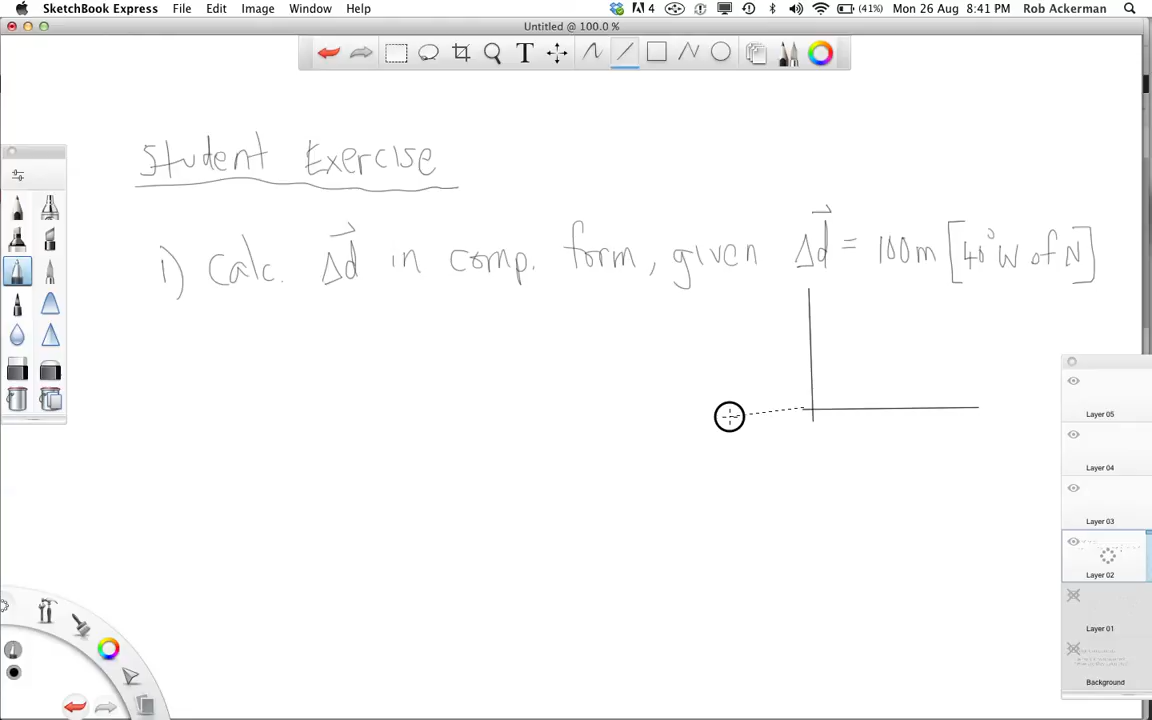 SketchBook Express File Edit Image Window Help 4 (41%) Mon 26 Aug 8:41 PM Rob Ackerman
Untitled @ 100.0 %
T
Student Exercise
1) Calc. Δd⃗ in comp. form, given Δd⃗ = 100m [40° W of N]
Layer 05
Layer 04
Layer 03
Layer 02
Layer 01
Background